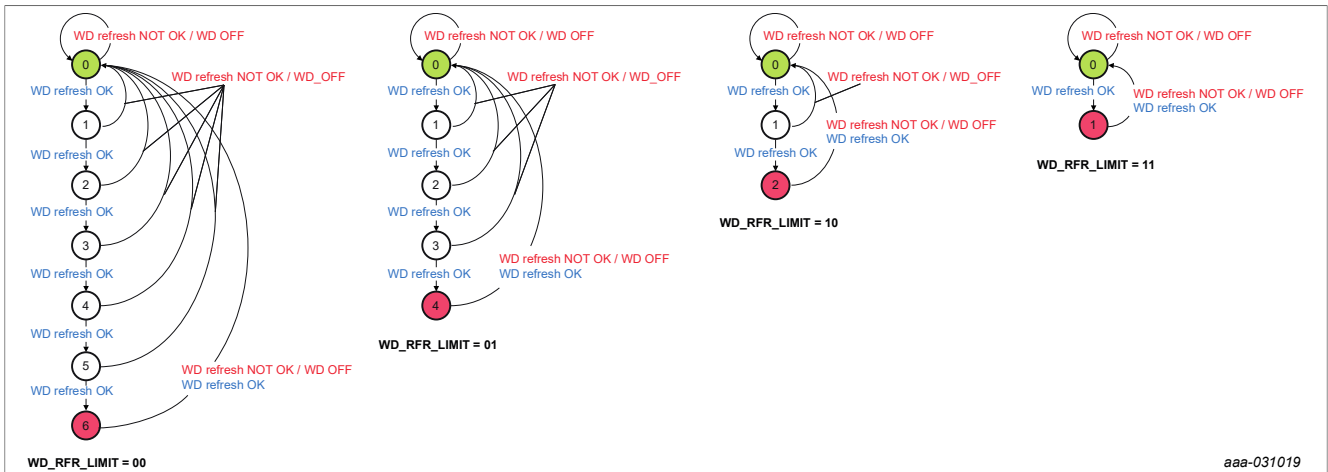 WD refresh NOT OK / WD OFF
0
WD refresh NOT OK / WD_OFF
WD refresh OK
1
WD refresh OK
2
WD refresh OK
3
WD refresh OK
4
WD refresh OK
5
WD refresh NOT OK / WD OFF
WD refresh OK
WD refresh OK
6
WD_RFR_LIMIT = 00
WD refresh NOT OK / WD OFF
0
WD refresh NOT OK / WD_OFF
WD refresh OK
1
WD refresh OK
2
WD refresh OK
3
WD refresh NOT OK / WD OFF
WD refresh OK
WD refresh OK
4
WD_RFR_LIMIT = 01
WD refresh NOT OK / WD OFF
0
WD refresh NOT OK / WD_OFF
WD refresh OK
1
WD refresh NOT OK / WD OFF
WD refresh OK
WD refresh OK
2
WD_RFR_LIMIT = 10
WD refresh NOT OK / WD OFF
0
WD refresh OK
WD refresh NOT OK / WD OFF
WD refresh OK
1
WD_RFR_LIMIT = 11
aaa-031019